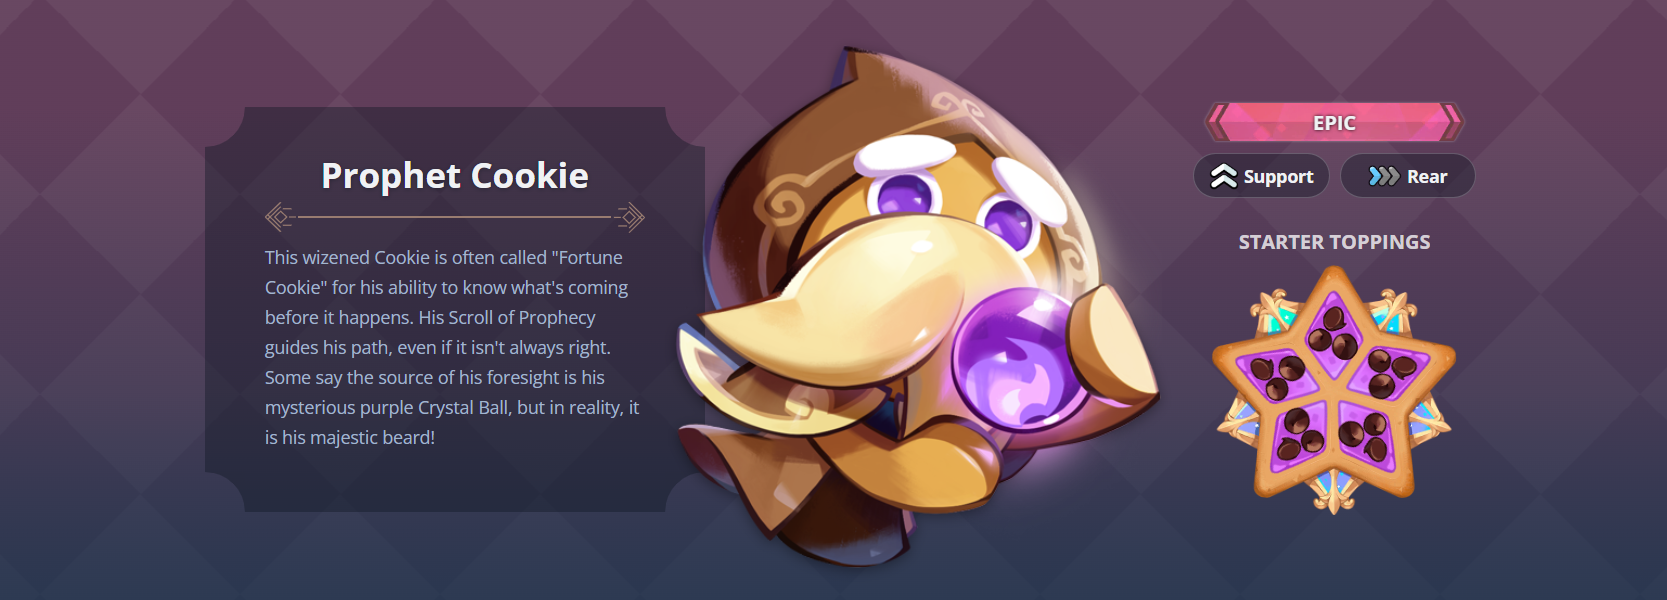 Prophet Cookie
This wizened Cookie is often called "Fortune
Cookie" for his ability to know what's coming
before it happens. His Scroll of Prophecy
guides his path, even if it isn't always right.
Some say the source of his foresight is his
mysterious purple Crystal Ball, but in reality, it
is his majestic beard!
EPIC
Support
Rear
STARTER TOPPINGS